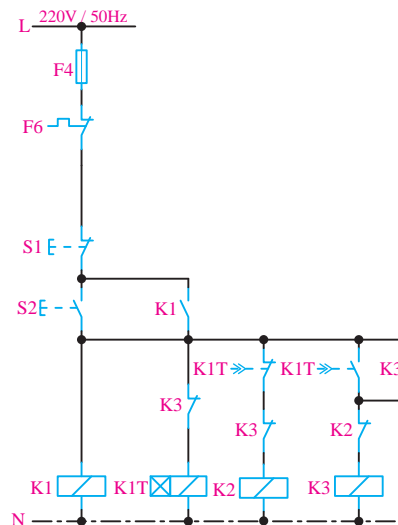 220V / 50Hz
L
F4
F6
S1
S2 K1
K1T K1T K3
K3 K3 K2
K1 K1T K2 K3
N